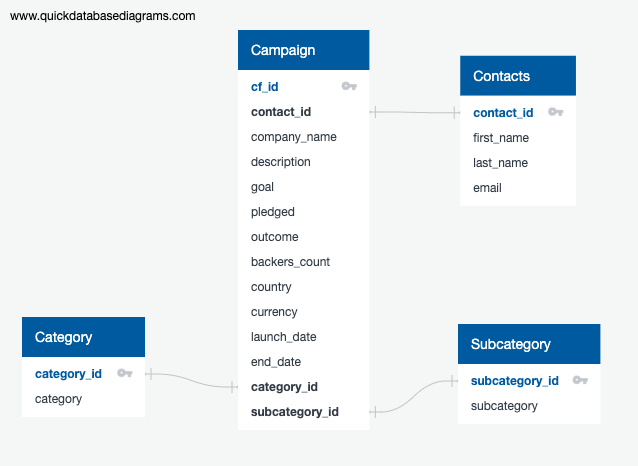 www.quickdatabasediagrams.com
Campaign
cf_id
contact_id
company_name
description
goal
pledged
outcome
backers_count
country
currency
launch_date
end_date
category_id
subcategory_id
Contacts
contact_id
first_name
last_name
email
Category
category_id
category
Subcategory
subcategory_id
subcategory